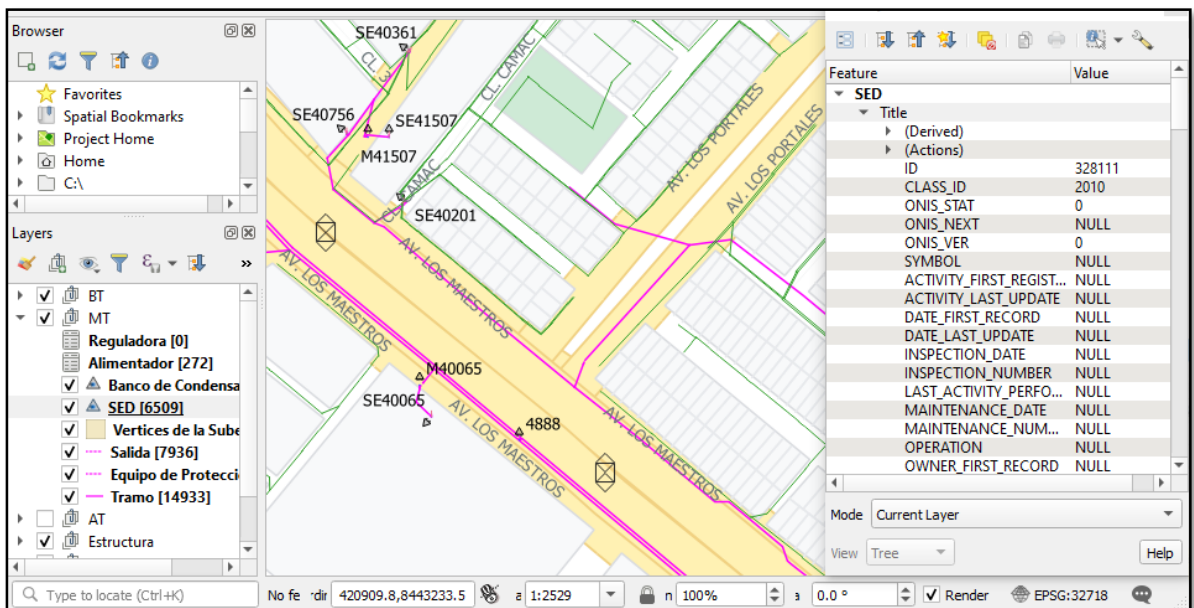 Browser
Favorites
Spatial Bookmarks
Project Home
Home
C:\
Layers
BT
MT
Reguladora [0]
Alimentador [272]
Banco de Condensa
SED [6509]
Vertices de la Sube
Salida [7936]
Equipo de Protecci
Tramo [14933]
AT
Estructura
Type to locate (Ctrl+K)
SE40361
CL. 3
CL. CAMAC
SE40756
SE41507
M41507
AV. LOS PORTALES
AV. LOS PORTALES
CL. CAMAC
SE40201
AV. LOS MAESTROS
AV. LOS MAESTROS
M40065
SE40065
AV. LOS MAESTROS
4888
AV. LOS MAESTROS
Feature Value
SED
Title
(Derived)
(Actions)
ID 328111
CLASS_ID 2010
ONIS_STAT 0
ONIS_NEXT NULL
ONIS_VER 0
SYMBOL NULL
ACTIVITY_FIRST_REGIST... NULL
ACTIVITY_LAST_UPDATE NULL
DATE_FIRST_RECORD NULL
DATE_LAST_UPDATE NULL
INSPECTION_DATE NULL
INSPECTION_NUMBER NULL
LAST_ACTIVITY_PERFO... NULL
MAINTENANCE_DATE NULL
MAINTENANCE_NUM... NULL
OPERATION NULL
OWNER_FIRST_RECORD NULL
Mode Current Layer
View Tree Help
No fe dir 420909.8,8443233.5 a 1:2529 n 100% a 0.0 ° Render EPSG:32718